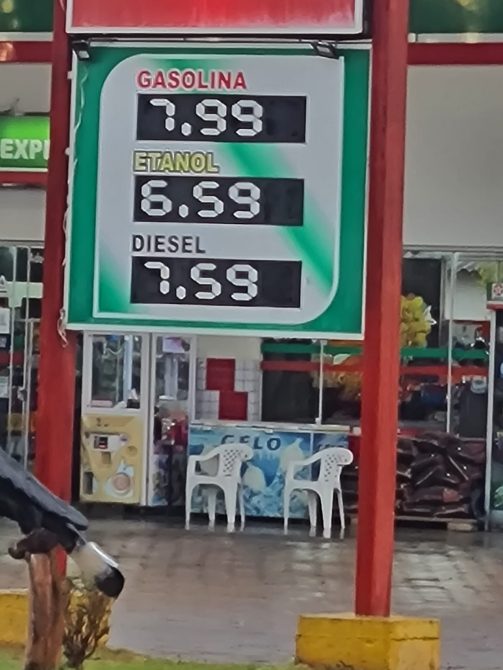 GASOLINA
7.99
ETANOL
6.59
DIESEL
7.59
EXP
GELO